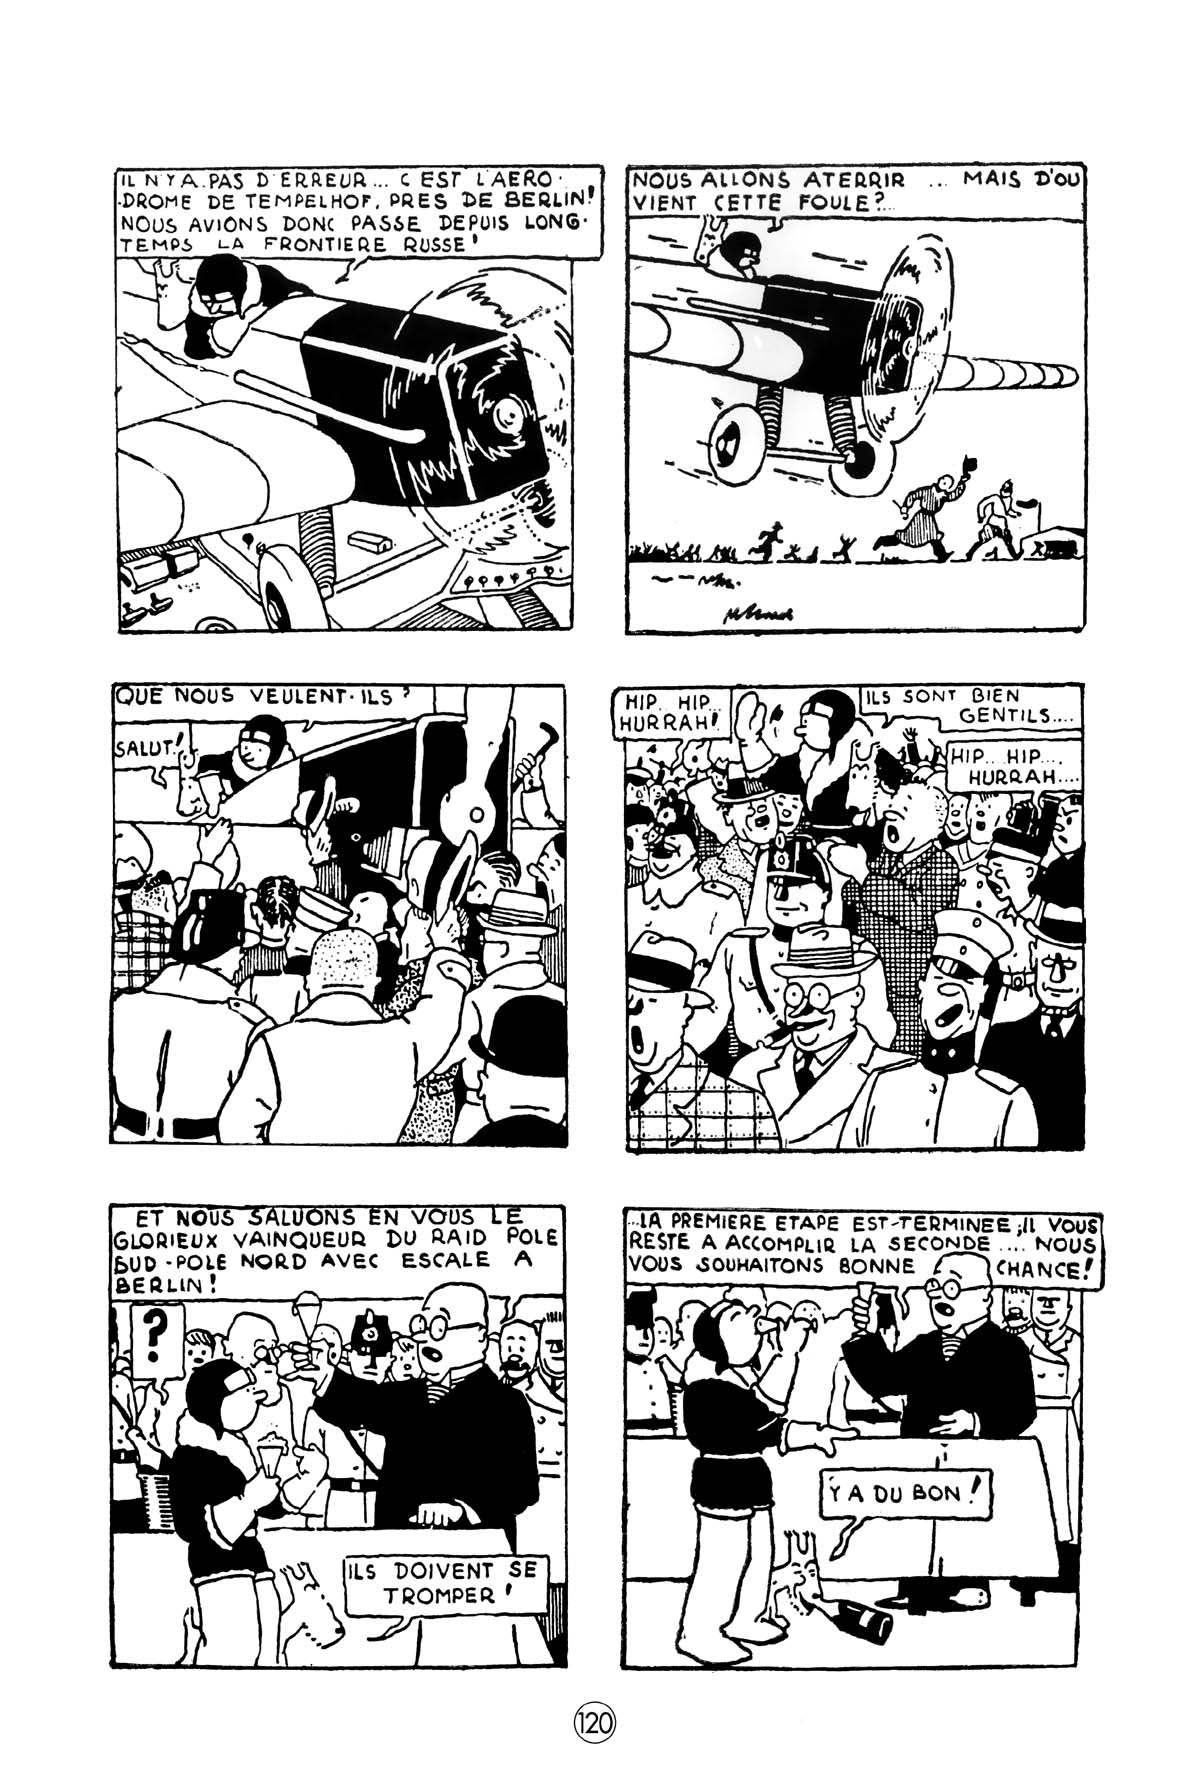 IL N'Y A PAS D'ERREUR... C'EST L'AERO-
-DROME DE TEMPELHOF, PRES DE BERLIN!
NOUS AVIONS DONC PASSE DEPUIS LONG-
TEMPS LA FRONTIERE RUSSE!
NOUS ALLONS ATERRIR ... MAIS D'OU
VIENT CETTE FOULE?...
QUE NOUS VEULENT-ILS?
SALUT!
HIP.. HIP...
HURRAH!
ILS SONT BIEN
GENTILS....
HIP... HIP....
HURRAH....
ET NOUS SALUONS EN VOUS LE
GLORIEUX VAINQUEUR DU RAID POLE
SUD-POLE NORD AVEC ESCALE A
BERLIN!
?
ILS DOIVENT SE
TROMPER!
...LA PREMIERE ETAPE EST-TERMINEE; IL VOUS
RESTE A ACCOMPLIR LA SECONDE .... NOUS
VOUS SOUHAITONS BONNE CHANCE!
Y A DU BON!
120